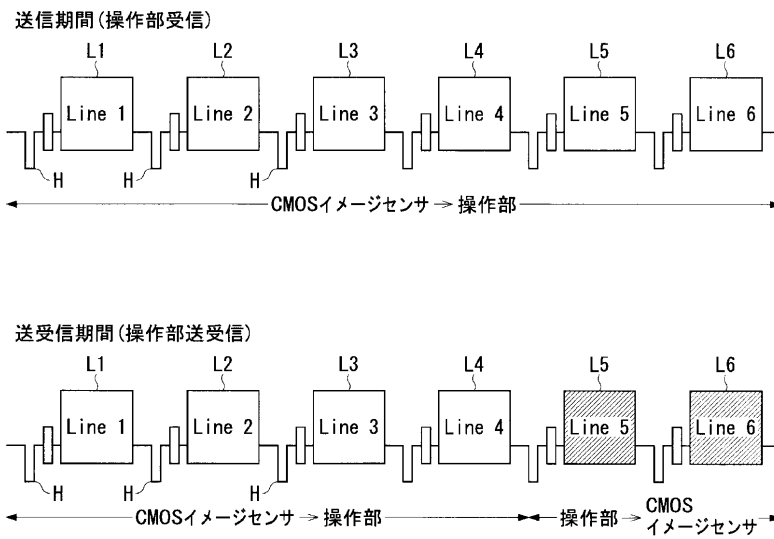 送信期間(操作部受信)
L1 L2 L3 L4 L5 L6
Line 1 Line 2 Line 3 Line 4 Line 5 Line 6
H H H
CMOSイメージセンサ→操作部
送受信期間(操作部送受信)
L1 L2 L3 L4 L5 L6
Line 1 Line 2 Line 3 Line 4 Line 5 Line 6
H H H
CMOSイメージセンサ→操作部
操作部→CMOS
イメージセンサ